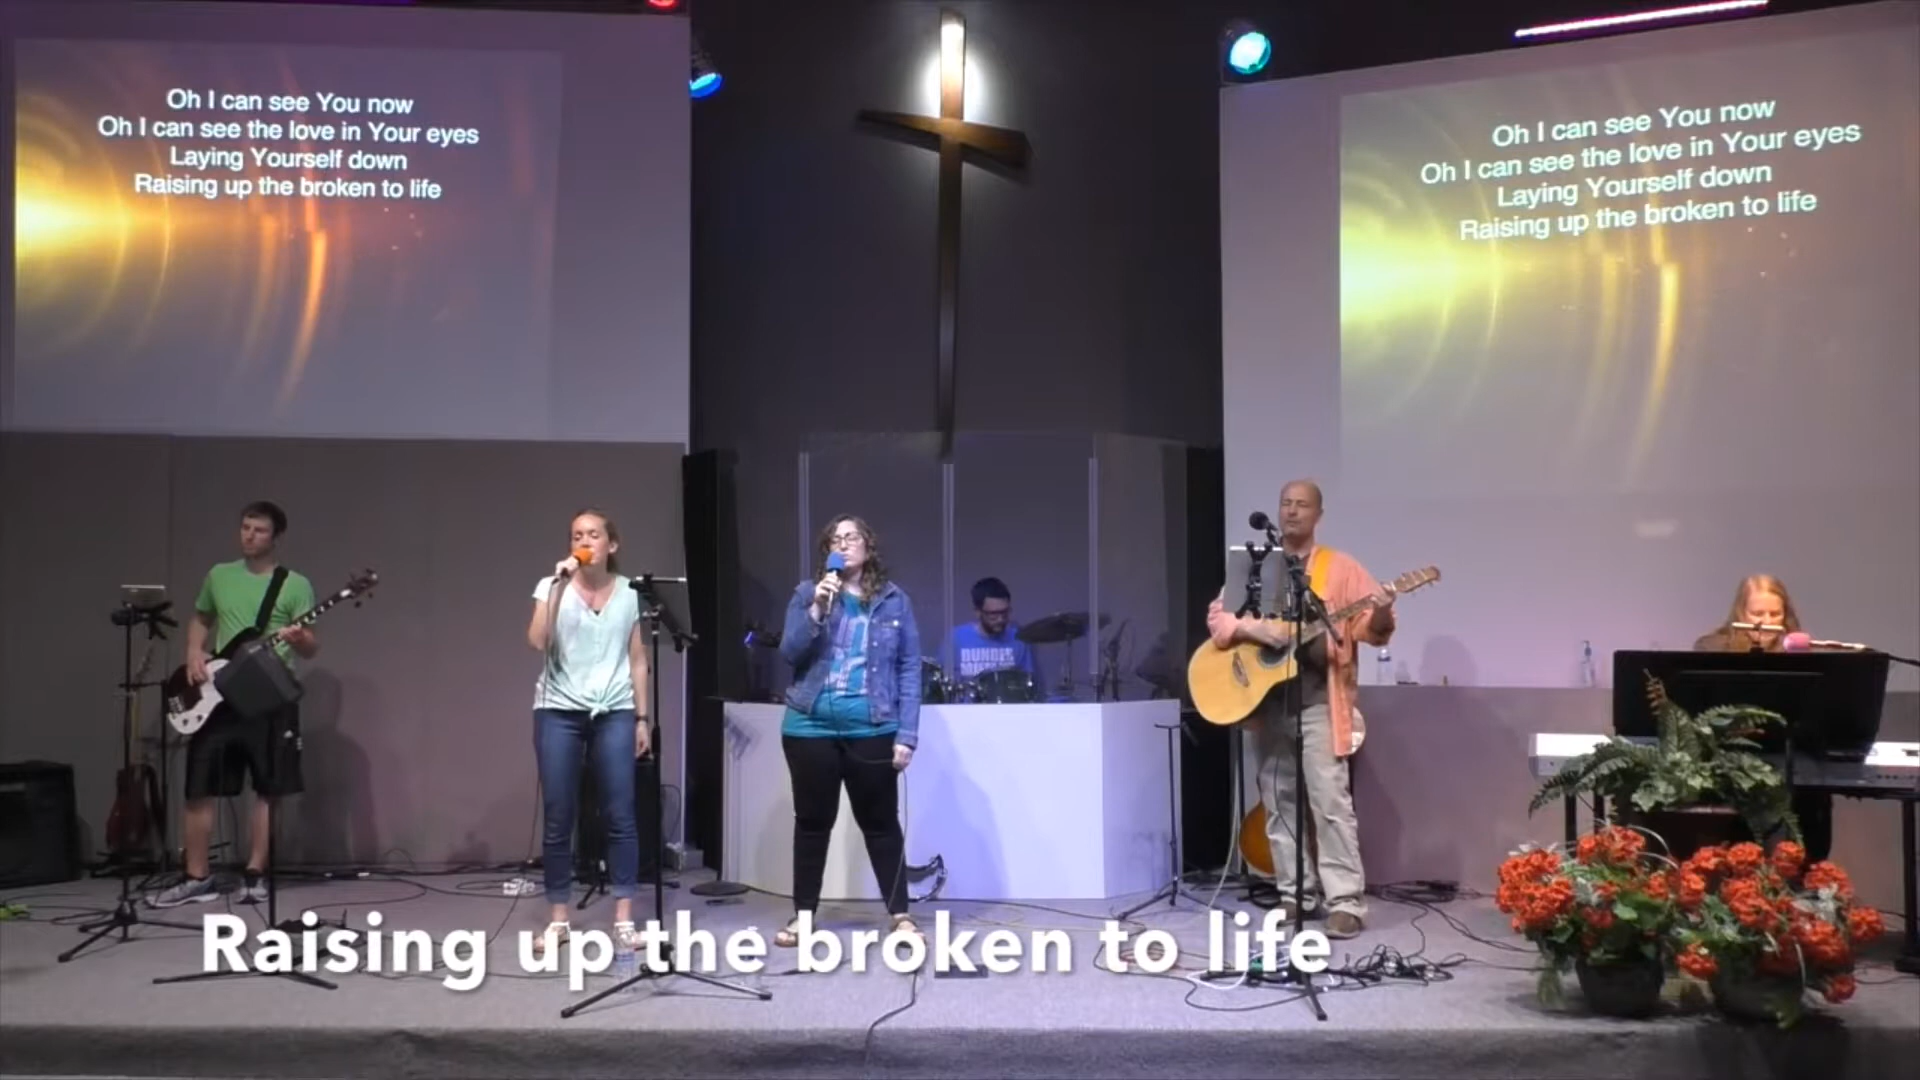 Oh I can see You now
Oh I can see the love in Your eyes
Laying Yourself down
Raising up the broken to life
Oh I can see You now
Oh I can see the love in Your eyes
Laying Yourself down
Raising up the broken to life
Raising up the broken to life